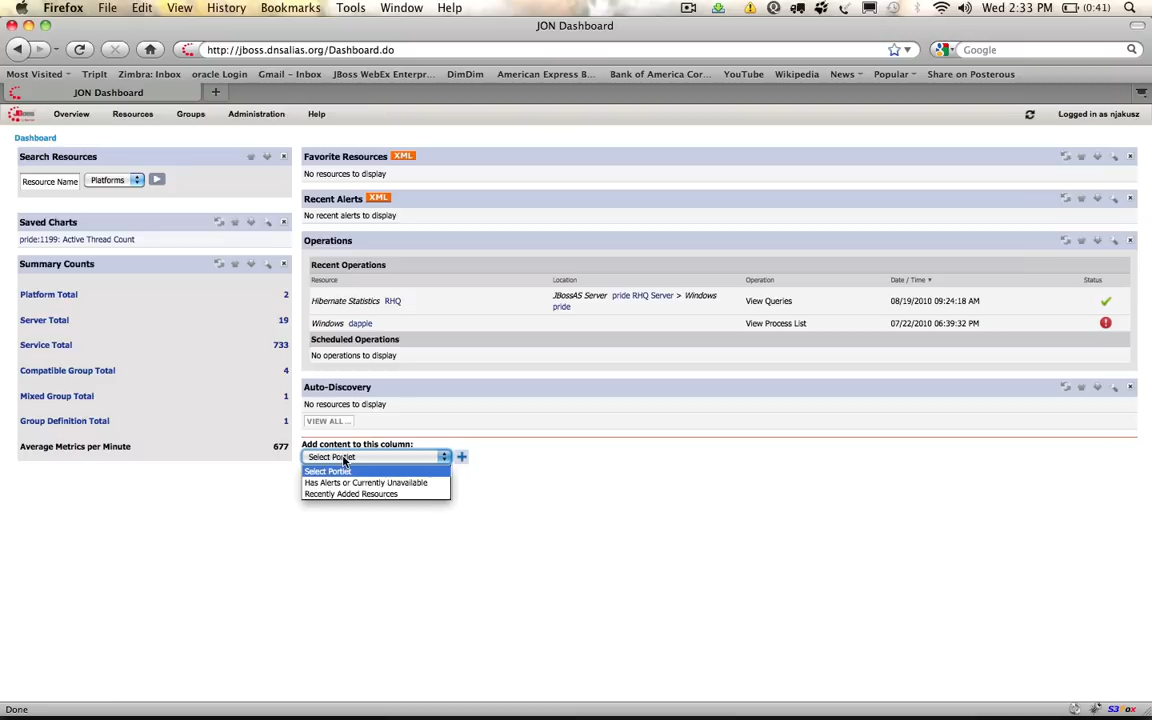 Firefox File Edit View History Bookmarks Tools Window Help Wed 2:33 PM (0:41)
JON Dashboard
http://jboss.dnsalias.org/Dashboard.do Google
Most Visited TripIt Zimbra: Inbox oracle Login Gmail – Inbox JBoss WebEx Enterpr... DimDim American Express B... Bank of America Cor... YouTube Wikipedia News Popular Share on Posterous
JON Dashboard
JBoss Overview Resources Groups Administration Help Logged in as njakusz
Dashboard
Search Resources
Resource Name Platforms
Saved Charts
pride:1199: Active Thread Count
Summary Counts
Platform Total 2
Server Total 19
Service Total 733
Compatible Group Total 4
Mixed Group Total 1
Group Definition Total 1
Average Metrics per Minute 677
Favorite Resources XML
No resources to display
Recent Alerts XML
No recent alerts to display
Operations
Recent Operations
Resource Location Operation Date / Time Status
Hibernate Statistics RHQ JBossAS Server pride RHQ Server > Windows View Queries 08/19/2010 09:24:18 AM
pride
Windows dapple View Process List 07/22/2010 06:39:32 PM
Scheduled Operations
No operations to display
Auto-Discovery
No resources to display
VIEW ALL ...
Add content to this column:
Select Portlet
Select Portlet
Has Alerts or Currently Unavailable
Recently Added Resources
Done S3Fox